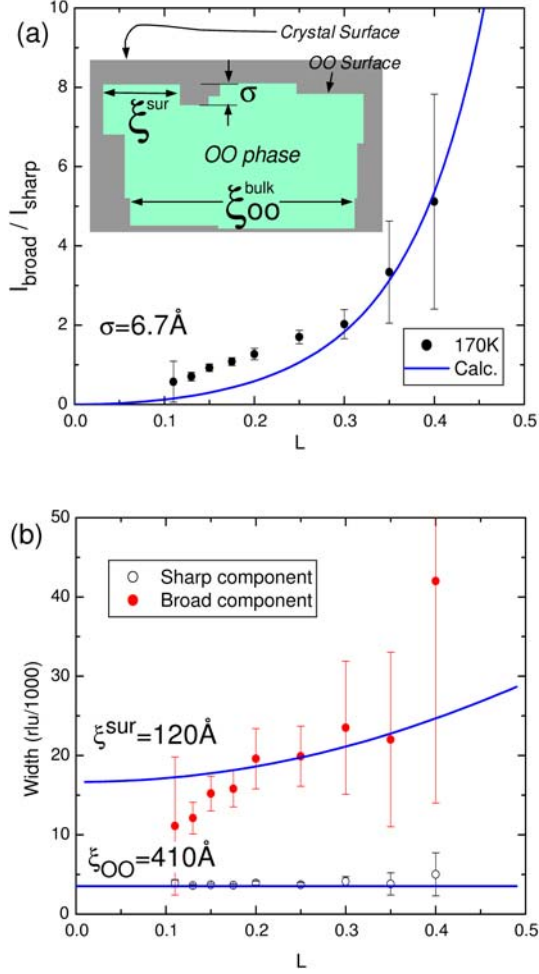 (a)
10
8
6
4
2
0
I_broad / I_sharp
Crystal Surface
OO Surface
ξ^sur
σ
OO phase
ξ_OO^bulk
σ=6.7Å
170K
Calc.
0.0 0.1 0.2 0.3 0.4 0.5
L
(b)
50
40
30
20
10
0
Width (rlu/1000)
Sharp component
Broad component
ξ^sur=120Å
ξ_OO=410Å
0.0 0.1 0.2 0.3 0.4 0.5
L